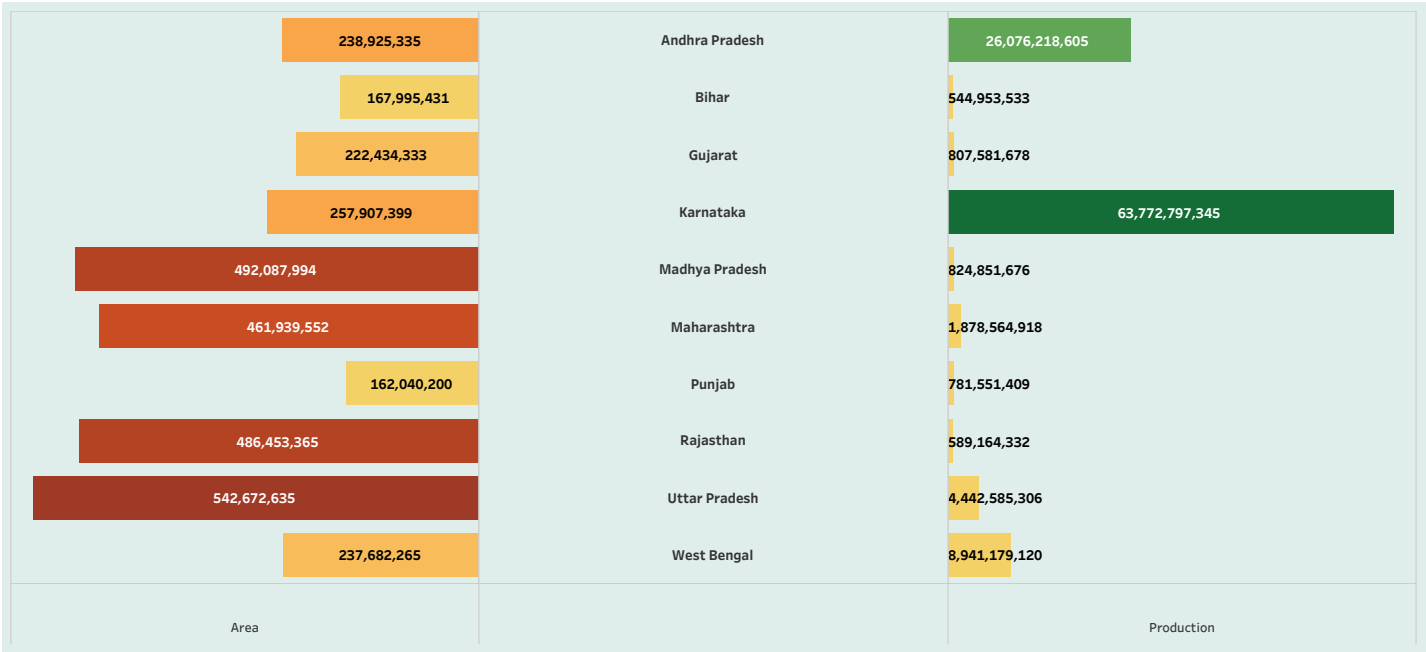 238,925,335 Andhra Pradesh 26,076,218,605
167,995,431 Bihar 544,953,533
222,434,333 Gujarat 807,581,678
257,907,399 Karnataka 63,772,797,345
492,087,994 Madhya Pradesh 824,851,676
461,939,552 Maharashtra 1,878,564,918
162,040,200 Punjab 781,551,409
486,453,365 Rajasthan 589,164,332
542,672,635 Uttar Pradesh 4,442,585,306
237,682,265 West Bengal 8,941,179,120
Area Production